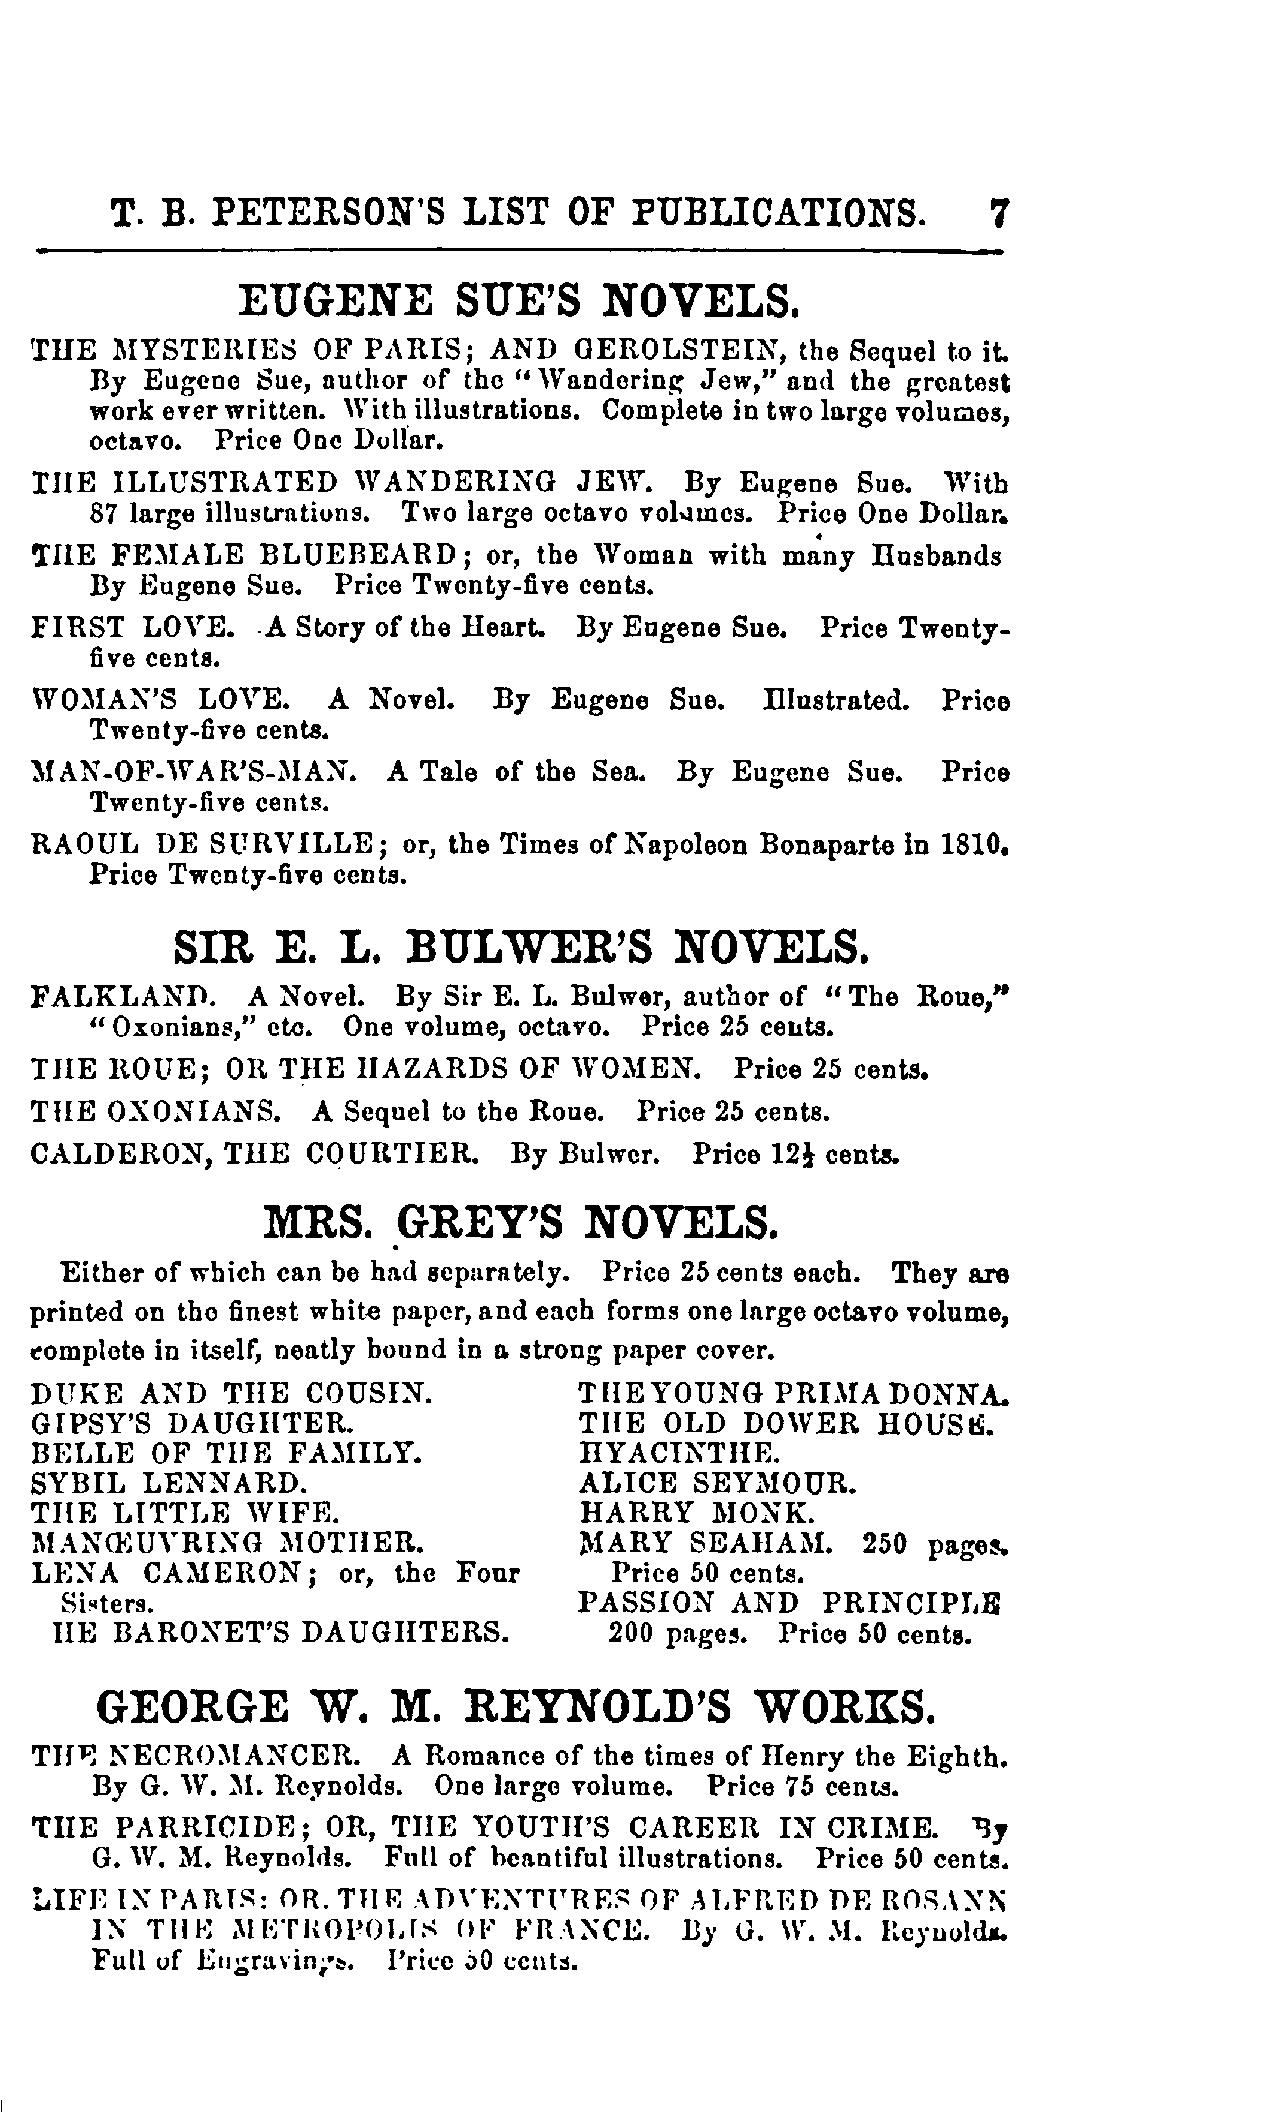 T. B. PETERSON'S LIST OF PUBLICATIONS. 7
EUGENE SUE'S NOVELS.
THE MYSTERIES OF PARIS; AND GEROLSTEIN, the Sequel to it.
By Eugene Sue, author of the "Wandering Jew," and the greatest
work ever written. With illustrations. Complete in two large volumes,
octavo. Price One Dollar.
THE ILLUSTRATED WANDERING JEW. By Eugene Sue. With
87 large illustrations. Two large octavo volumes. Price One Dollar.
THE FEMALE BLUEBEARD; or, the Woman with many Husbands
By Eugene Sue. Price Twenty-five cents.
FIRST LOVE. A Story of the Heart. By Eugene Sue. Price Twenty-
five cents.
WOMAN'S LOVE. A Novel. By Eugene Sue. Illustrated. Price
Twenty-five cents.
MAN-OF-WAR'S-MAN. A Tale of the Sea. By Eugene Sue. Price
Twenty-five cents.
RAOUL DE SURVILLE; or, the Times of Napoleon Bonaparte in 1810.
Price Twenty-five cents.
SIR E. L. BULWER'S NOVELS.
FALKLAND. A Novel. By Sir E. L. Bulwer, author of "The Roue,"
"Oxonians," etc. One volume, octavo. Price 25 cents.
THE ROUE; OR THE HAZARDS OF WOMEN. Price 25 cents.
THE OXONIANS. A Sequel to the Roue. Price 25 cents.
CALDERON, THE COURTIER. By Bulwer. Price 12½ cents.
MRS. GREY'S NOVELS.
Either of which can be had separately. Price 25 cents each. They are
printed on the finest white paper, and each forms one large octavo volume,
complete in itself, neatly bound in a strong paper cover.
DUKE AND THE COUSIN.
GIPSY'S DAUGHTER.
BELLE OF THE FAMILY.
SYBIL LENNARD.
THE LITTLE WIFE.
MANŒUVRING MOTHER.
LENA CAMERON; or, the Four
Sisters.
HE BARONET'S DAUGHTERS.
THE YOUNG PRIMA DONNA.
THE OLD DOWER HOUSE.
HYACINTHE.
ALICE SEYMOUR.
HARRY MONK.
MARY SEAHAM. 250 pages.
Price 50 cents.
PASSION AND PRINCIPLE
200 pages. Price 50 cents.
GEORGE W. M. REYNOLD'S WORKS.
THE NECROMANCER. A Romance of the times of Henry the Eighth.
By G. W. M. Reynolds. One large volume. Price 75 cents.
THE PARRICIDE; OR, THE YOUTH'S CAREER IN CRIME. By
G. W. M. Reynolds. Full of beautiful illustrations. Price 50 cents.
LIFE IN PARIS: OR. THE ADVENTURES OF ALFRED DE ROSANN
IN THE METROPOLIS OF FRANCE. By G. W. M. Reynolds.
Full of Engravings. Price 50 cents.